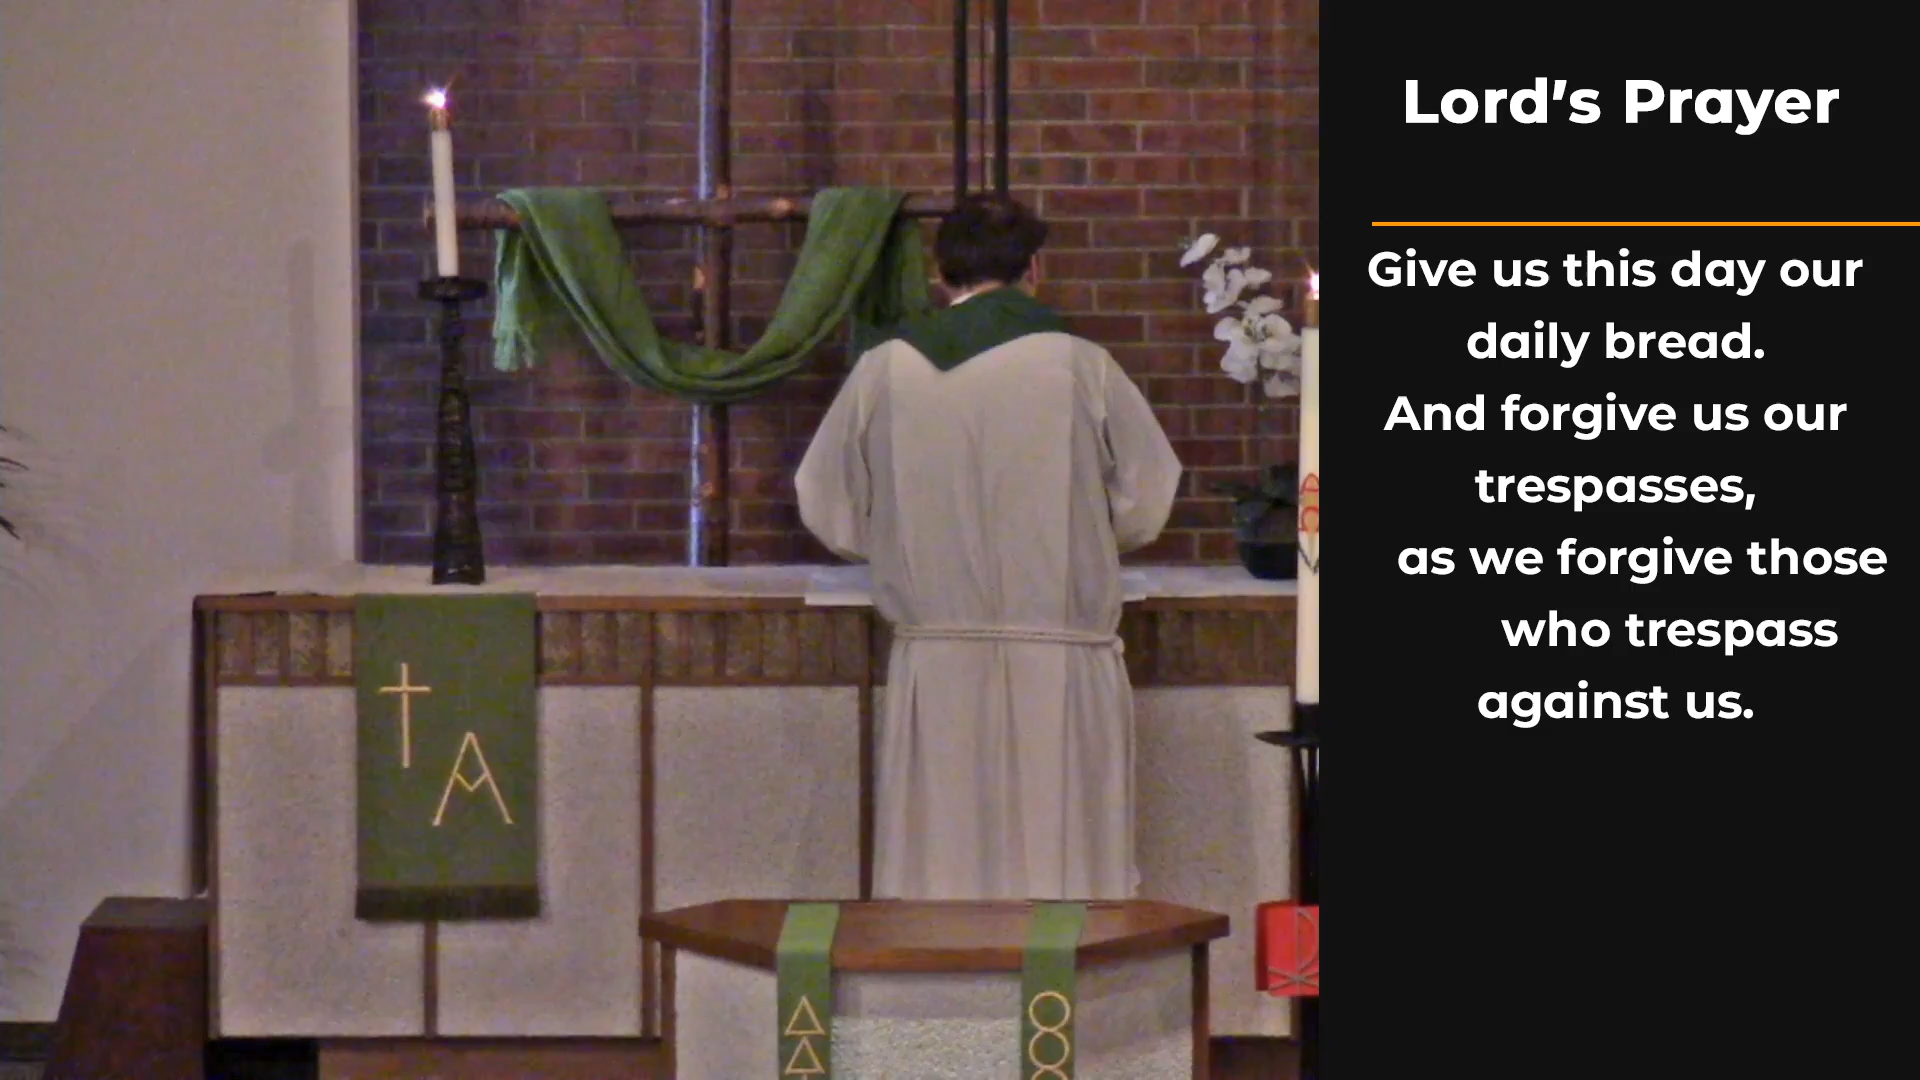 Lord's Prayer
Give us this day our
daily bread.
And forgive us our
trespasses,
as we forgive those
who trespass
against us.
A